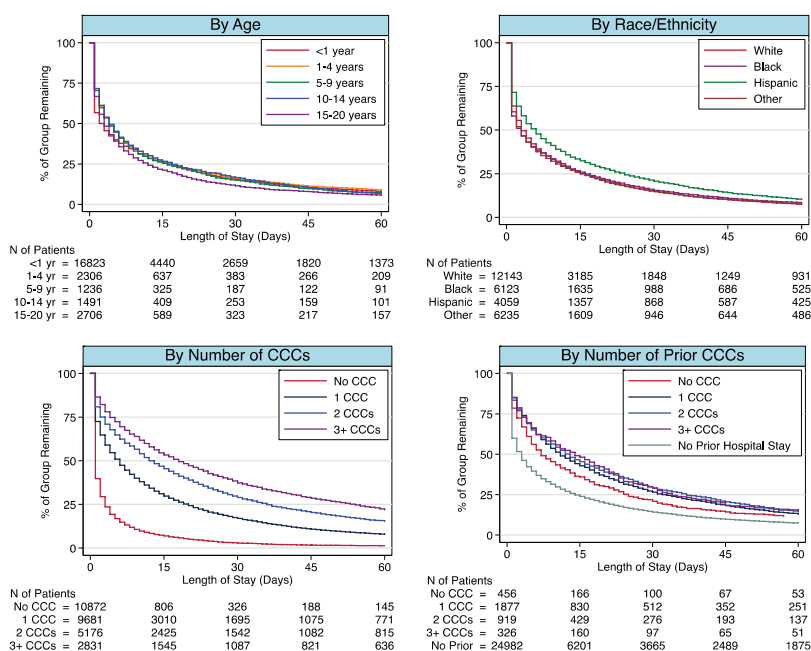 By Age
% of Group Remaining
100
75
50
25
0
<1 year
1-4 years
5-9 years
10-14 years
15-20 years
0 15 30 45 60
Length of Stay (Days)
N of Patients
<1 yr = 16823 4440 2659 1820 1373
1-4 yr = 2306 637 383 266 209
5-9 yr = 1236 325 187 122 91
10-14 yr = 1491 409 253 159 101
15-20 yr = 2706 589 323 217 157
By Race/Ethnicity
% of Group Remaining
100
75
50
25
0
White
Black
Hispanic
Other
0 15 30 45 60
Length of Stay (Days)
N of Patients
White = 12143 3185 1848 1249 931
Black = 6123 1635 988 686 525
Hispanic = 4059 1357 868 587 425
Other = 6235 1609 946 644 486
By Number of CCCs
% of Group Remaining
100
75
50
25
0
No CCC
1 CCC
2 CCCs
3+ CCCs
0 15 30 45 60
Length of Stay (Days)
N of Patients
No CCC = 10872 806 326 188 145
1 CCC = 9681 3010 1695 1075 771
2 CCCs = 5176 2425 1542 1082 815
3+ CCCs = 2831 1545 1087 821 636
By Number of Prior CCCs
% of Group Remaining
100
75
50
25
0
No CCC
1 CCC
2 CCCs
3+ CCCs
No Prior Hospital Stay
0 15 30 45 60
Length of Stay (Days)
N of Patients
No CCC = 456 166 100 67 53
1 CCC = 1877 830 512 352 251
2 CCCs = 919 429 276 193 137
3+ CCCs = 326 160 97 65 51
No Prior = 24982 6201 3665 2489 1875